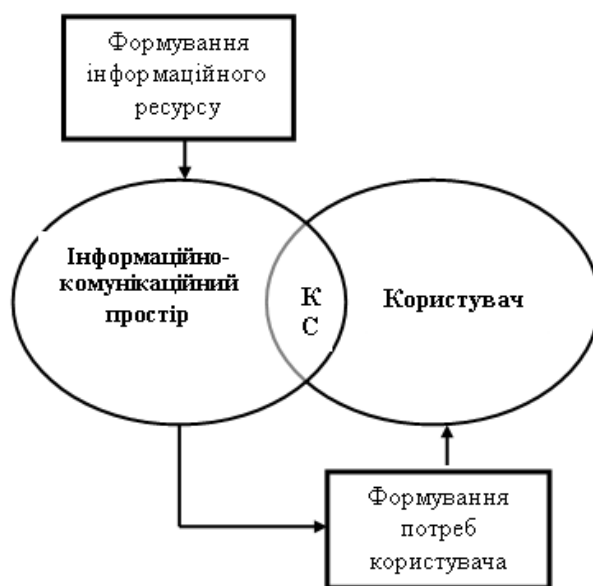 Формування
інформаційного
ресурсу
Інформаційно-
комунікаційний
простір
К
С
Користувач
Формування
потреб
користувача